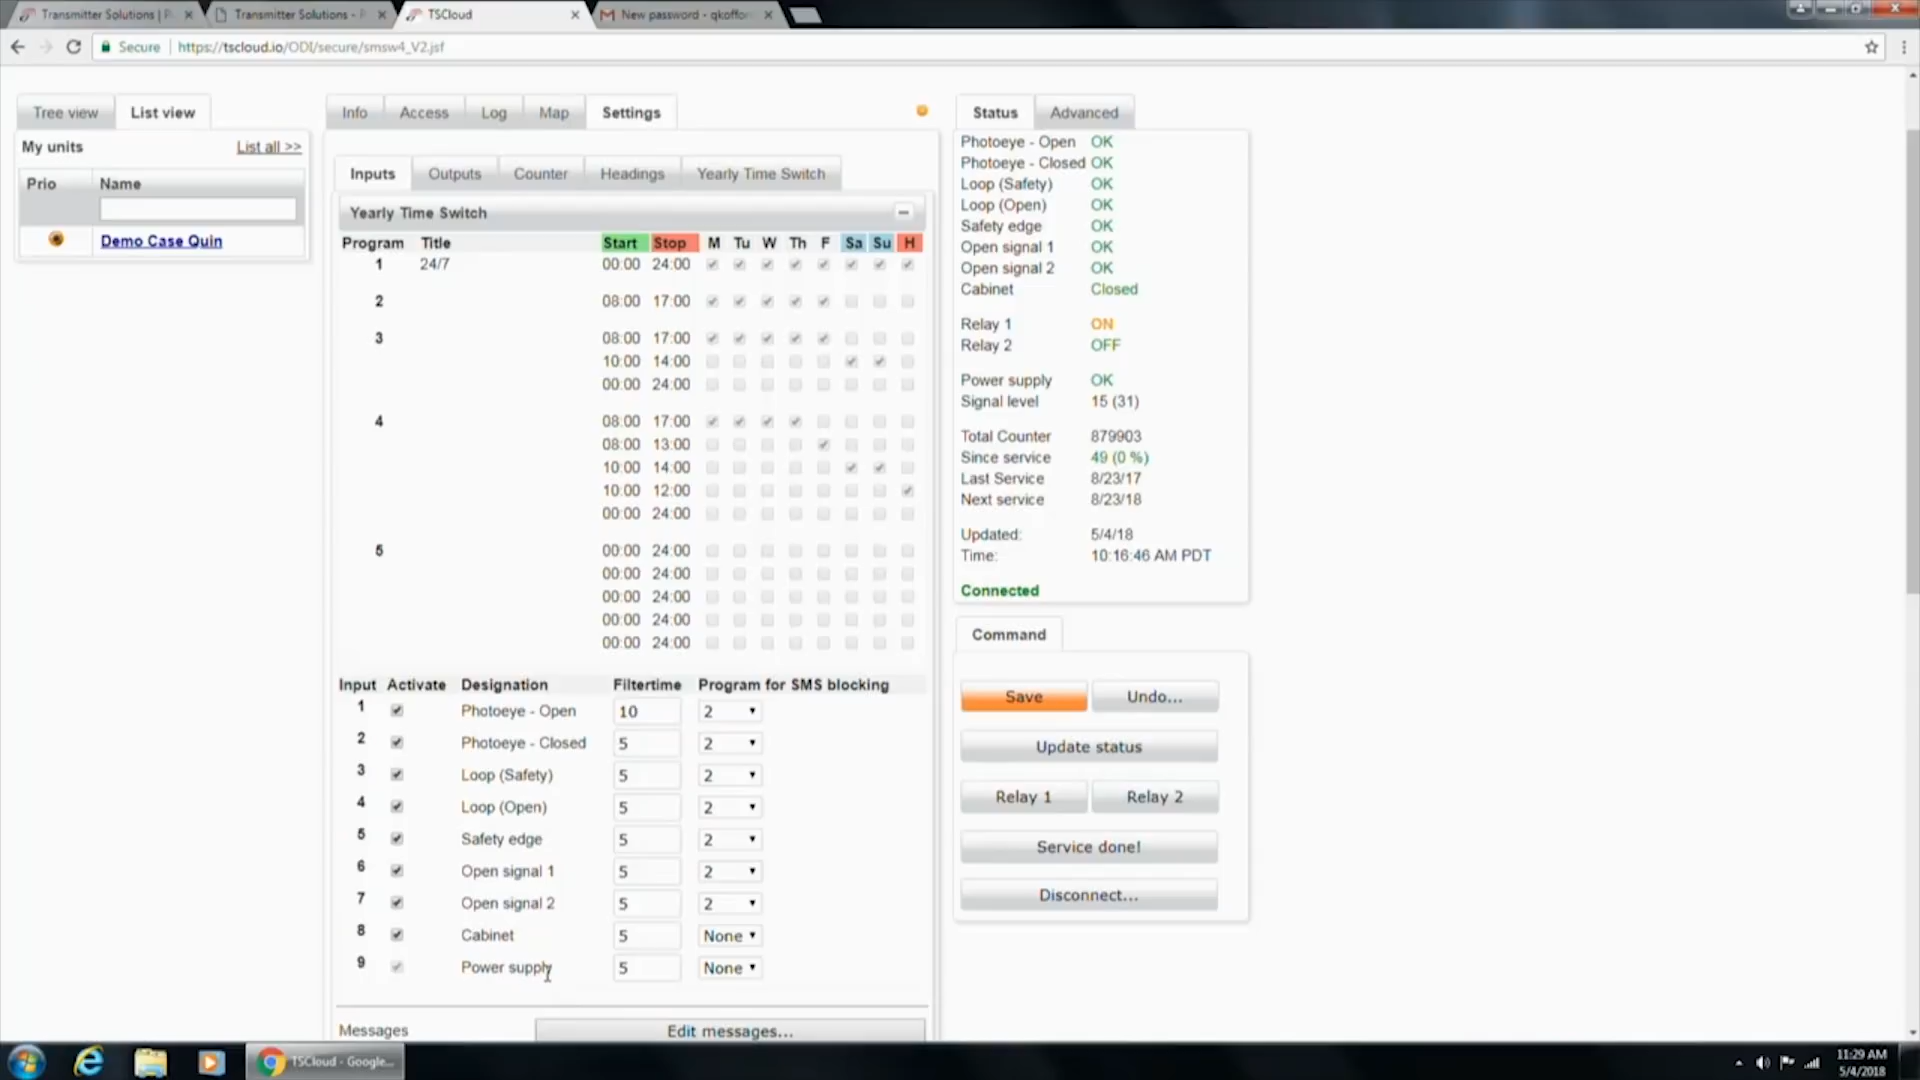 Transmitter Solutions |
Transmitter Solutions -
TSCloud
New password - qkoffor
Secure https://tscloud.io/ODI/secure/smsw4_V2.jsf
Tree view List view
My units List all >>
Prio Name
Demo Case Quin
Info Access Log Map Settings
Inputs Outputs Counter Headings Yearly Time Switch
Yearly Time Switch
Program Title Start Stop M Tu W Th F Sa Su H
1 24/7 00:00 24:00
2 08:00 17:00
3 08:00 17:00
10:00 14:00
00:00 24:00
4 08:00 17:00
08:00 13:00
10:00 14:00
10:00 12:00
00:00 24:00
5 00:00 24:00
00:00 24:00
00:00 24:00
00:00 24:00
00:00 24:00
Input Activate Designation Filtertime Program for SMS blocking
1 Photoeye - Open 10 2
2 Photoeye - Closed 5 2
3 Loop (Safety) 5 2
4 Loop (Open) 5 2
5 Safety edge 5 2
6 Open signal 1 5 2
7 Open signal 2 5 2
8 Cabinet 5 None
9 Power supply 5 None
Messages Edit messages...
Status Advanced
Photoeye - Open OK
Photoeye - Closed OK
Loop (Safety) OK
Loop (Open) OK
Safety edge OK
Open signal 1 OK
Open signal 2 OK
Cabinet Closed
Relay 1 ON
Relay 2 OFF
Power supply OK
Signal level 15 (31)
Total Counter 879903
Since service 49 (0 %)
Last Service 8/23/17
Next service 8/23/18
Updated: 5/4/18
Time: 10:16:46 AM PDT
Connected
Command
Save Undo...
Update status
Relay 1 Relay 2
Service done!
Disconnect...
TSCloud - Google...
11:29 AM
5/4/2018